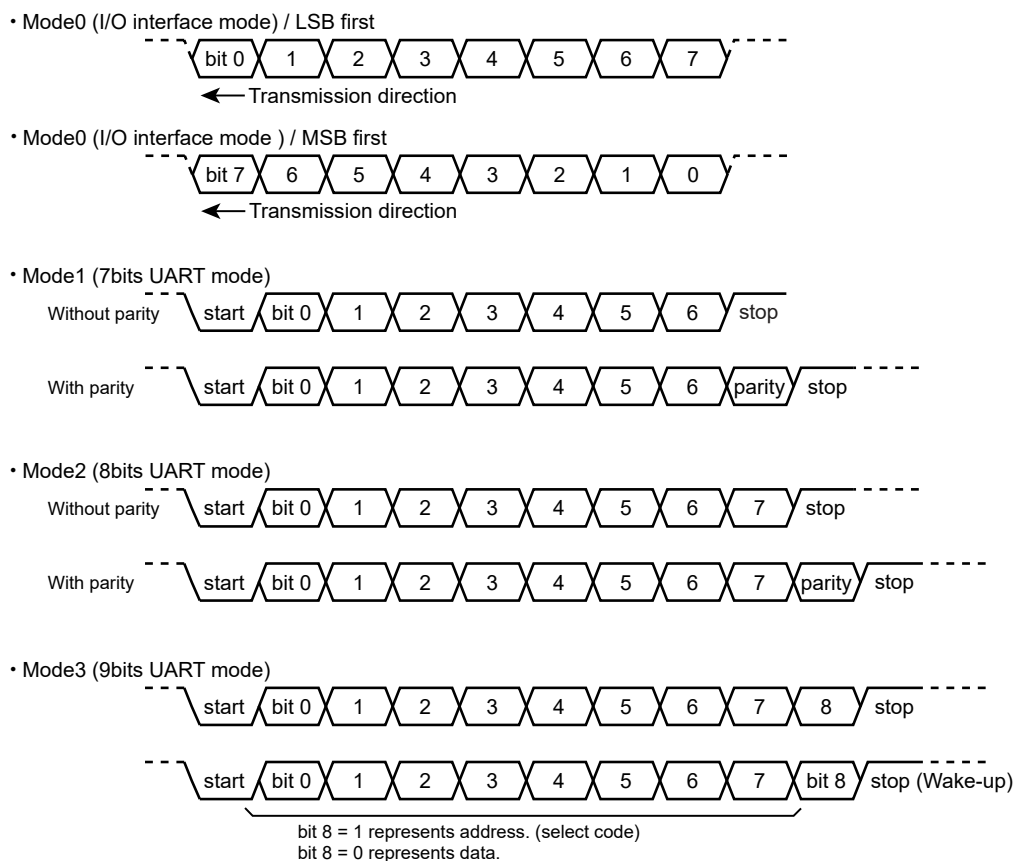 ・Mode0 (I/O interface mode) / LSB first
bit 0 1 2 3 4 5 6 7
Transmission direction
・Mode0 (I/O interface mode ) / MSB first
bit 7 6 5 4 3 2 1 0
Transmission direction
・Mode1 (7bits UART mode)
Without parity start bit 0 1 2 3 4 5 6 stop
With parity start bit 0 1 2 3 4 5 6 parity stop
・Mode2 (8bits UART mode)
Without parity start bit 0 1 2 3 4 5 6 7 stop
With parity start bit 0 1 2 3 4 5 6 7 parity stop
・Mode3 (9bits UART mode)
start bit 0 1 2 3 4 5 6 7 8 stop
start bit 0 1 2 3 4 5 6 7 bit 8 stop (Wake-up)
bit 8 = 1 represents address. (select code)
bit 8 = 0 represents data.